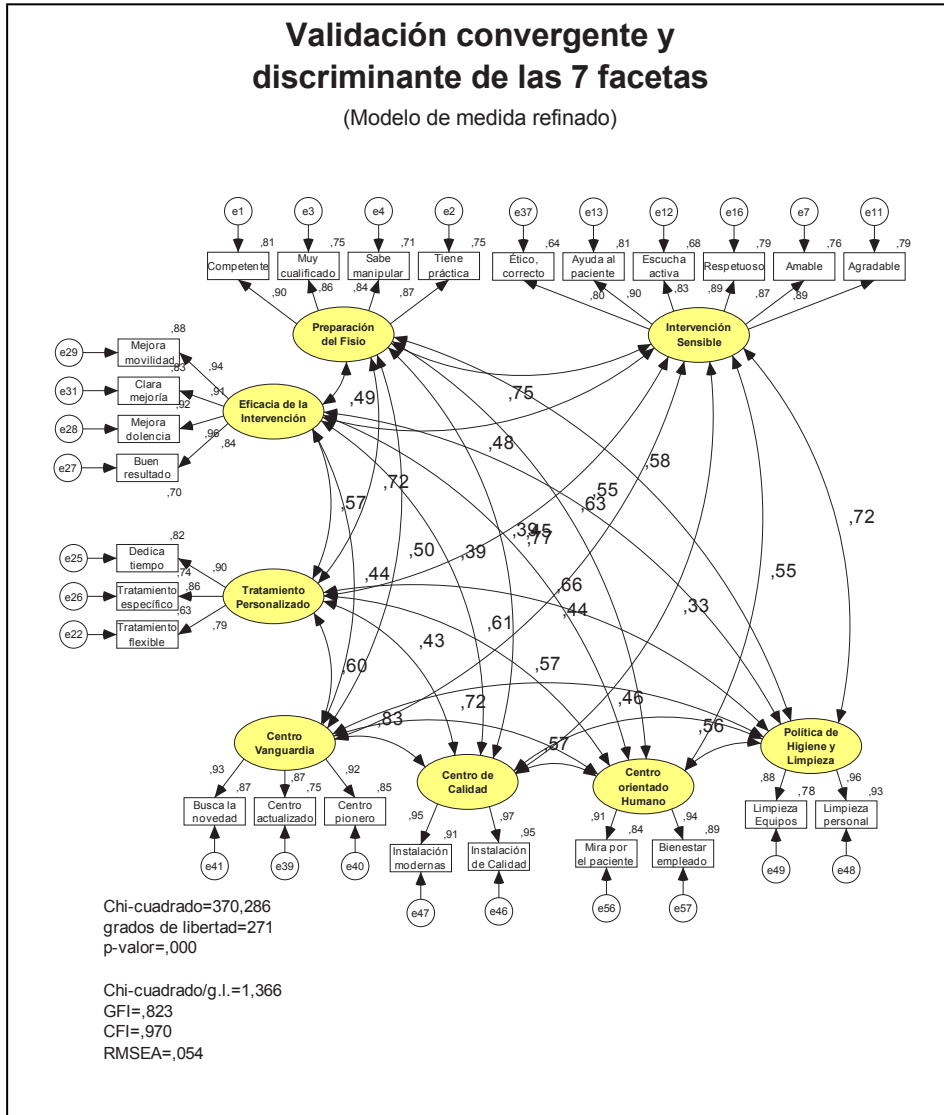 Validación convergente y
discriminante de las 7 facetas
(Modelo de medida refinado)
e1 e3 e4 e2 e37 e13 e12 e16 e7 e11
,81 ,75 ,71 ,75 ,64 ,81 ,68 ,79 ,76 ,79
Competente
Muy
cualificado
Sabe
manipular
Tiene
práctica
Ético,
correcto
Ayuda al
paciente
Escucha
activa
Respetuoso
Amable
Agradable
,90 ,86 ,84 ,87 ,80 ,90 ,83 ,89 ,87 ,89
Preparación
del Fisio
Intervención
Sensible
,88
e29
Mejora
movilidad
,94
,83
e31
Clara
mejoría
,91
,92
e28
Mejora
dolencia
,96
e27
Buen
resultado
,84
,70
Eficacia de la
Intervención
,49
,75
,48
,58
,72
,57
,55
,63
,72
,39
,45
,77
,50
,39
,55
,44
,66
,44
,33
,82
e25
Dedica
tiempo
,90
,74
e26
Tratamiento
específico
,86
,63
e22
Tratamiento
flexible
,79
Tratamiento
Personalizado
,43
,61
,57
,60
,72
,46
,83
,57
,56
Centro
Vanguardia
Centro de
Calidad
Centro
orientado
Humano
Política de
Higiene y
Limpieza
,93 ,87 ,92
,87 ,75 ,85
Busca la
novedad
Centro
actualizado
Centro
pionero
e41 e39 e40
,95 ,97
,91 ,95
Instalación
modernas
Instalación
de Calidad
e47 e46
,91 ,94
,84 ,89
Mira por
el paciente
Bienestar
empleado
e56 e57
,88 ,96
,78 ,93
Limpieza
Equipos
Limpieza
personal
e49 e48
Chi-cuadrado=370,286
grados de libertad=271
p-valor=,000
Chi-cuadrado/g.l.=1,366
GFI=,823
CFI=,970
RMSEA=,054